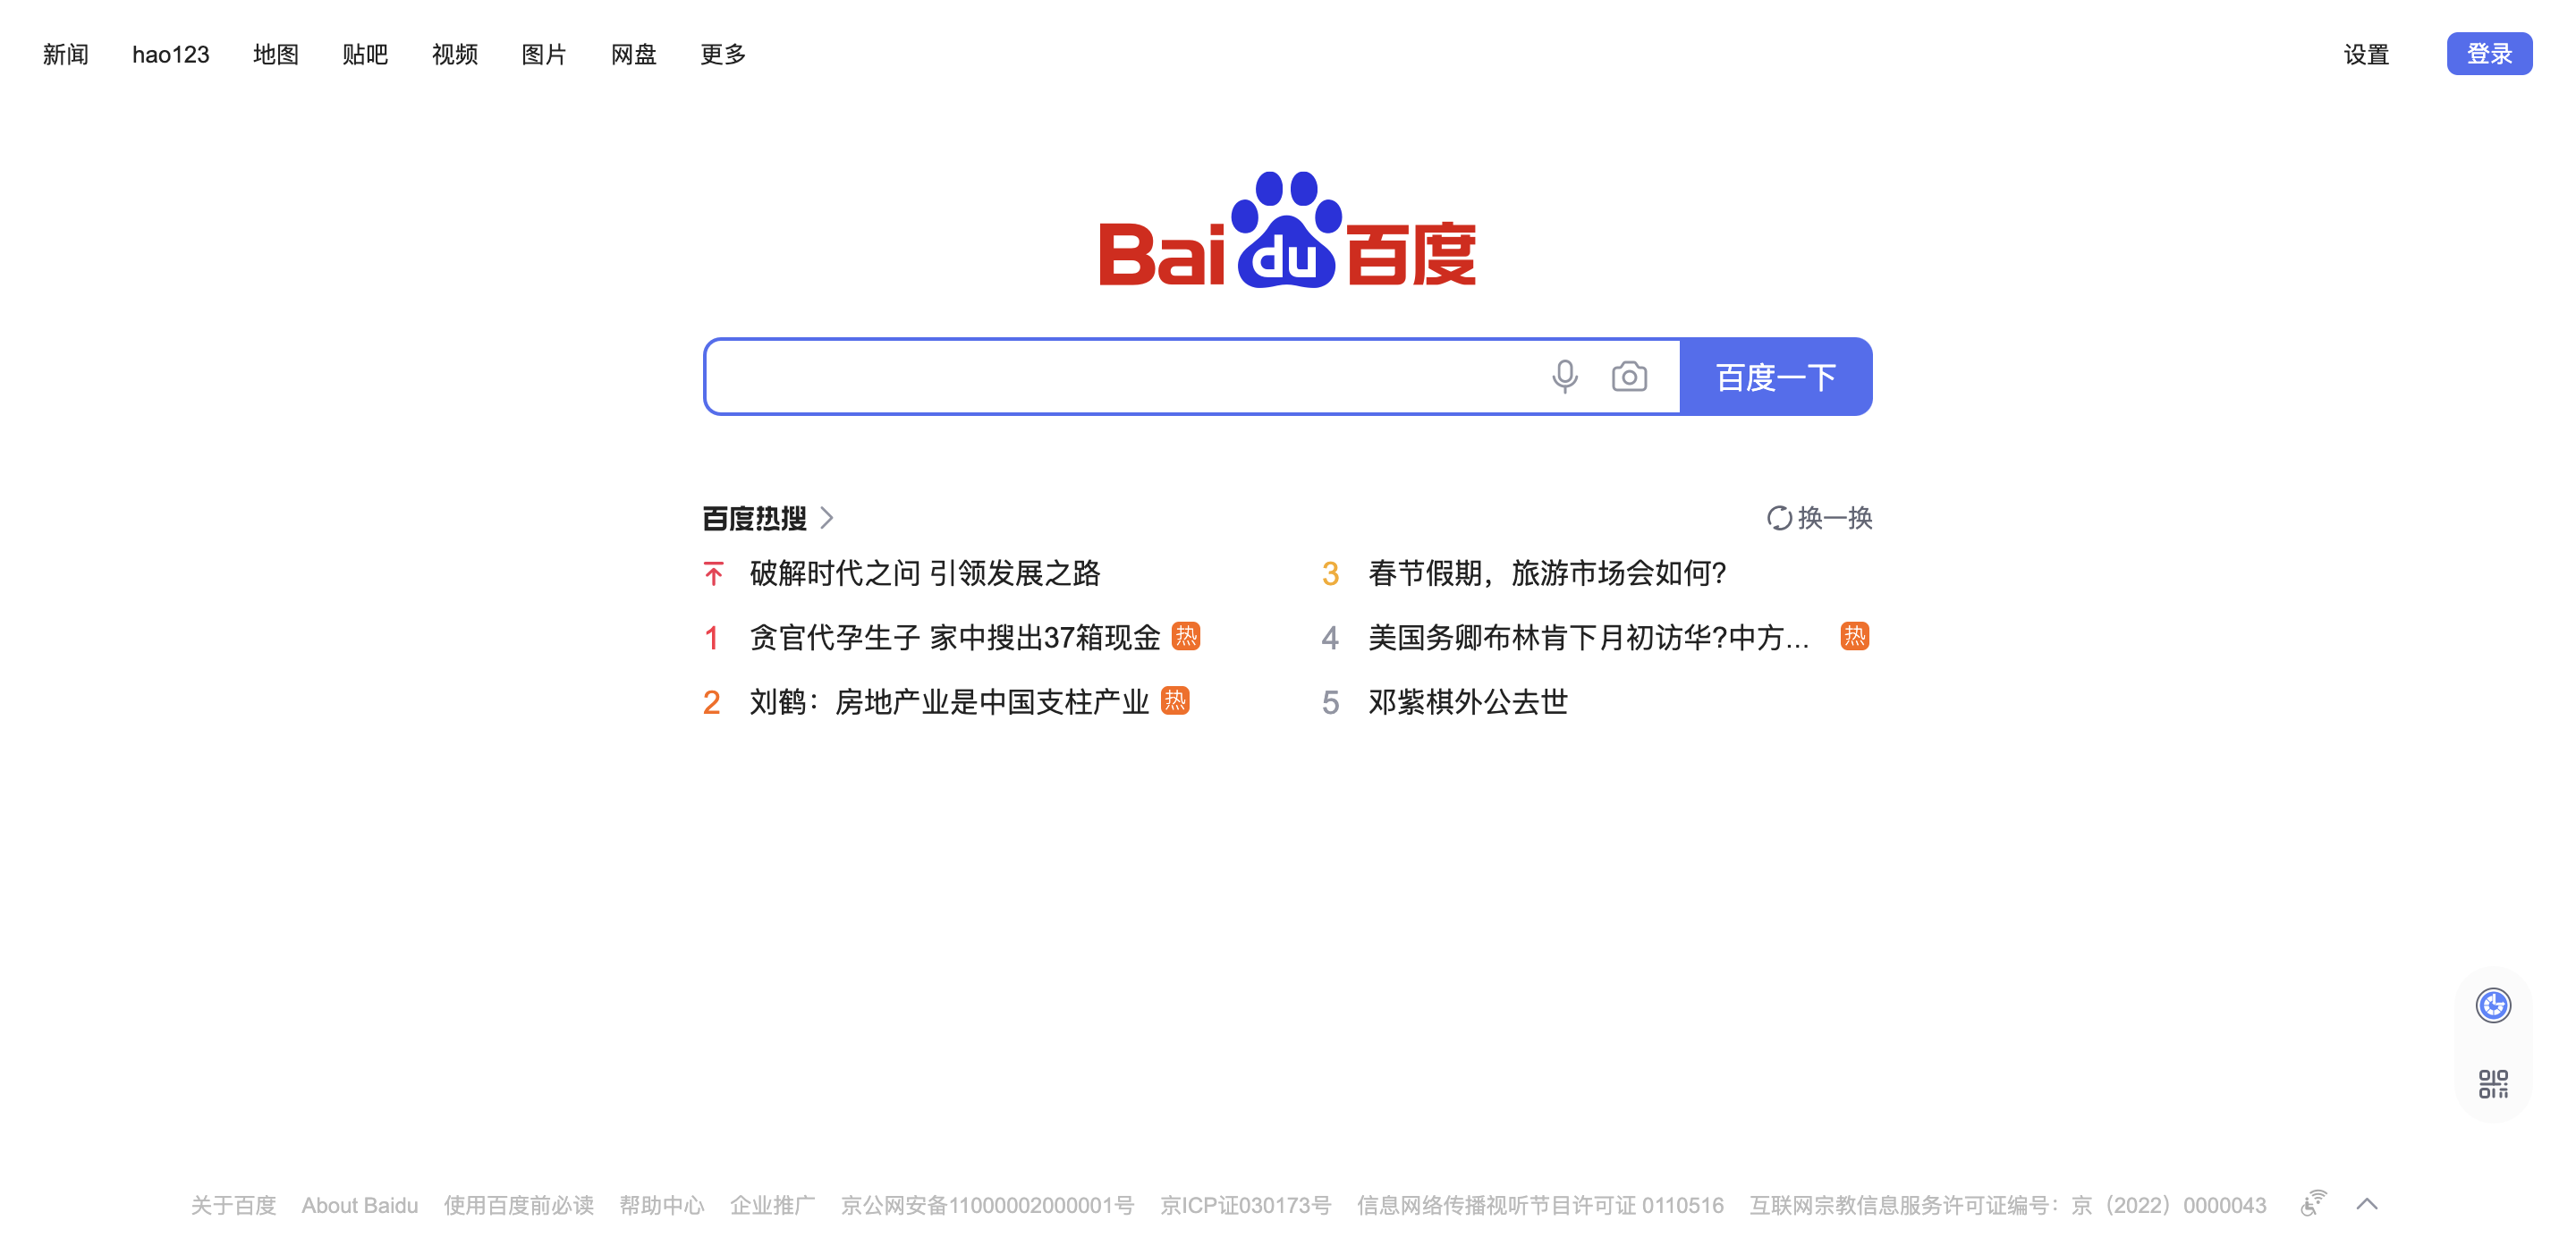 新闻 hao123 地图 贴吧 视频 图片 网盘 更多 设置 登录
Bai du 百度
百度一下
百度热搜 换一换
破解时代之问 引领发展之路
1 贪官代孕生子 家中搜出37箱现金 热
2 刘鹤：房地产业是中国支柱产业 热
3 春节假期，旅游市场会如何?
4 美国务卿布林肯下月初访华?中方... 热
5 邓紫棋外公去世
关于百度 About Baidu 使用百度前必读 帮助中心 企业推广 京公网安备11000002000001号 京ICP证030173号 信息网络传播视听节目许可证 0110516 互联网宗教信息服务许可证编号：京（2022）0000043